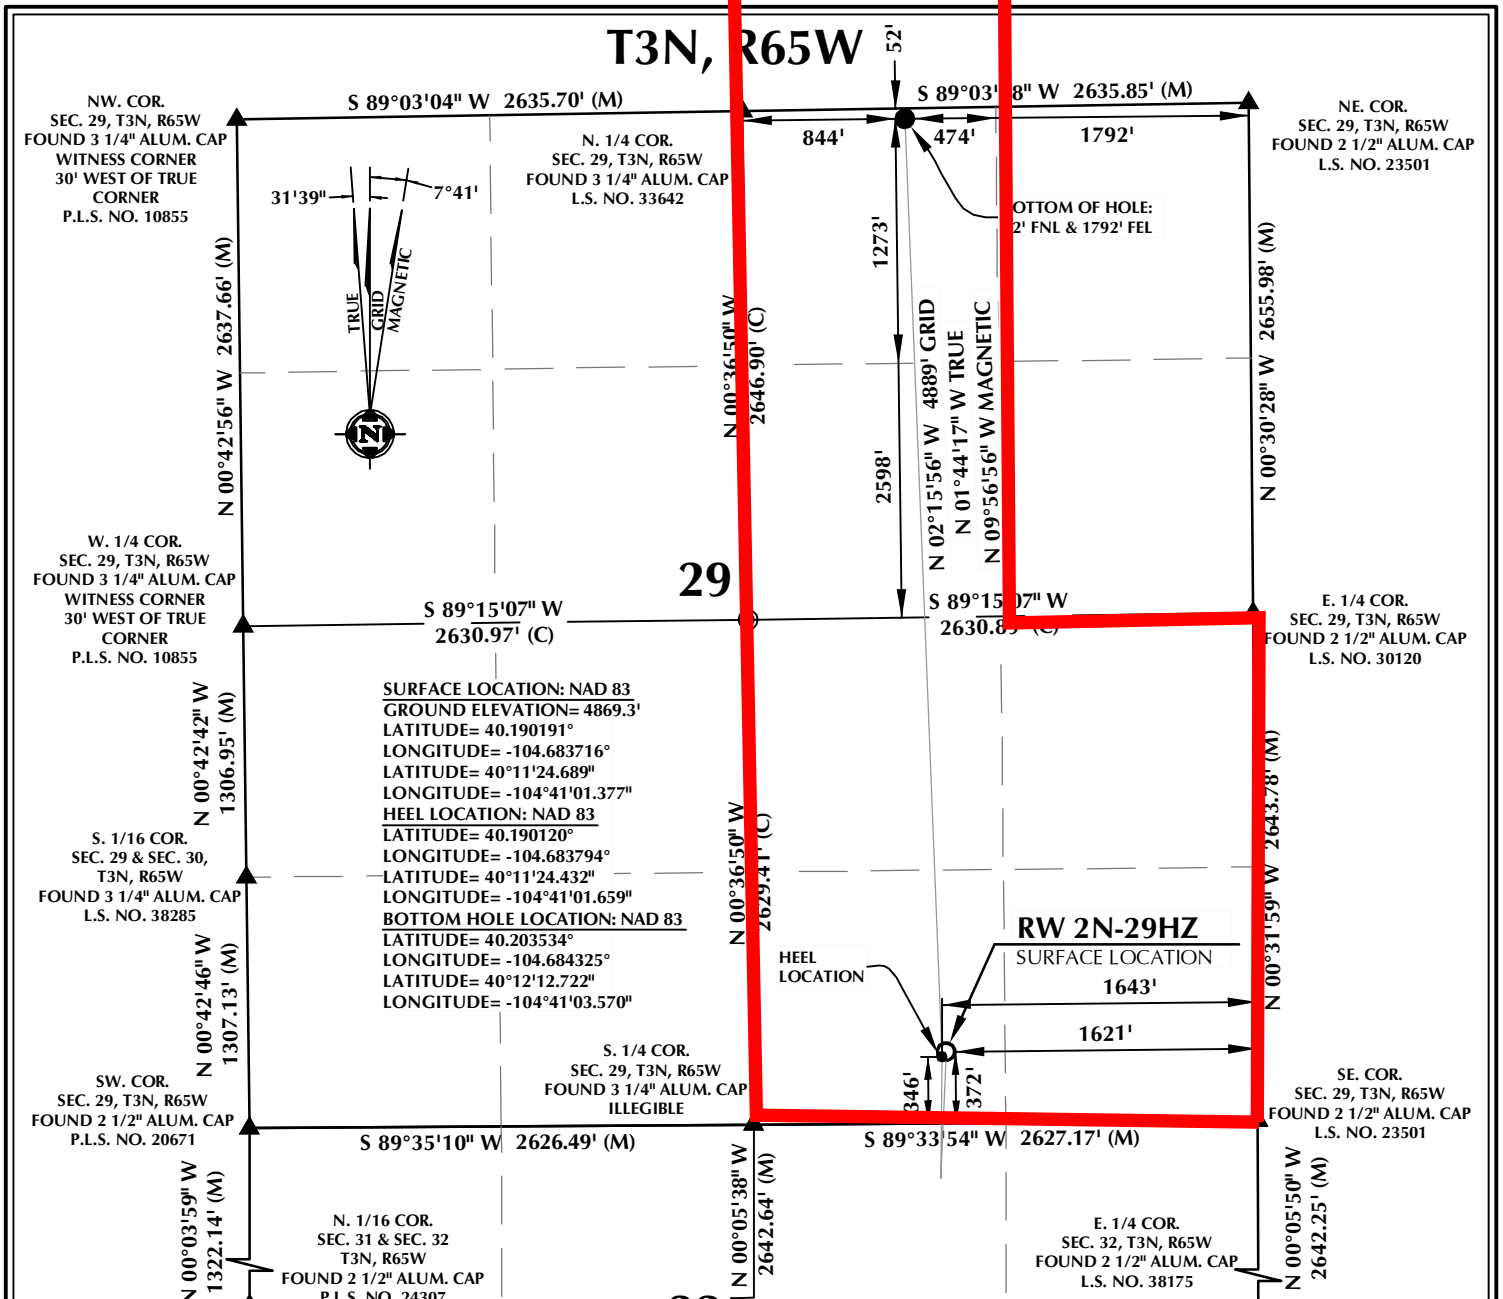 T3N, R65W
52'
S 89°03'04" W 2635.70' (M)
S 89°03' 8" W 2635.85' (M)
NW. COR.
SEC. 29, T3N, R65W
FOUND 3 1/4" ALUM. CAP
WITNESS CORNER
30' WEST OF TRUE
CORNER
P.L.S. NO. 10855
N. 1/4 COR.
SEC. 29, T3N, R65W
FOUND 3 1/4" ALUM. CAP
L.S. NO. 33642
844'
474'
1792'
NE. COR.
SEC. 29, T3N, R65W
FOUND 2 1/2" ALUM. CAP
L.S. NO. 23501
31'39"
7°41'
TRUE
GRID
MAGNETIC
N
OTTOM OF HOLE:
2' FNL & 1792' FEL
1273'
2598'
N 00°42'56" W 2637.66' (M)
N 00°36'50" W
2646.90' (C)
N 02°15'56" W 4889' GRID
N 01°44'17" W TRUE
N 09°56'56" W MAGNETIC
N 00°30'28" W 2655.98' (M)
W. 1/4 COR.
SEC. 29, T3N, R65W
FOUND 3 1/4" ALUM. CAP
WITNESS CORNER
30' WEST OF TRUE
CORNER
P.L.S. NO. 10855
29
S 89°15'07" W
2630.97' (C)
S 89°15'07" W
2630.89' (C)
E. 1/4 COR.
SEC. 29, T3N, R65W
FOUND 2 1/2" ALUM. CAP
L.S. NO. 30120
SURFACE LOCATION: NAD 83
GROUND ELEVATION= 4869.3'
LATITUDE= 40.190191°
LONGITUDE= -104.683716°
LATITUDE= 40°11'24.689"
LONGITUDE= -104°41'01.377"
HEEL LOCATION: NAD 83
LATITUDE= 40.190120°
LONGITUDE= -104.683794°
LATITUDE= 40°11'24.432"
LONGITUDE= -104°41'01.659"
BOTTOM HOLE LOCATION: NAD 83
LATITUDE= 40.203534°
LONGITUDE= -104.684325°
LATITUDE= 40°12'12.722"
LONGITUDE= -104°41'03.570"
N 00°42'42" W
1306.95' (M)
N 00°36'50" W
2629.41' (C)
N 00°31'59" W 2643.78' (M)
S. 1/16 COR.
SEC. 29 & SEC. 30,
T3N, R65W
FOUND 3 1/4" ALUM. CAP
L.S. NO. 38285
RW 2N-29HZ
SURFACE LOCATION
HEEL
LOCATION
1643'
1621'
346'
372'
N 00°42'46" W
1307.13' (M)
S. 1/4 COR.
SEC. 29, T3N, R65W
FOUND 3 1/4" ALUM. CAP
ILLEGIBLE
SW. COR.
SEC. 29, T3N, R65W
FOUND 2 1/2" ALUM. CAP
P.L.S. NO. 20671
SE. COR.
SEC. 29, T3N, R65W
FOUND 2 1/2" ALUM. CAP
L.S. NO. 23501
S 89°35'10" W 2626.49' (M)
S 89°33'54" W 2627.17' (M)
N 00°03'59" W
1322.14' (M)
N 00°05'38" W
2642.64' (M)
N 00°05'50" W
2642.25' (M)
N. 1/16 COR.
SEC. 31 & SEC. 32
T3N, R65W
FOUND 2 1/2" ALUM. CAP
P.L.S. NO. 24307
E. 1/4 COR.
SEC. 32, T3N, R65W
FOUND 2 1/2" ALUM. CAP
L.S. NO. 38175